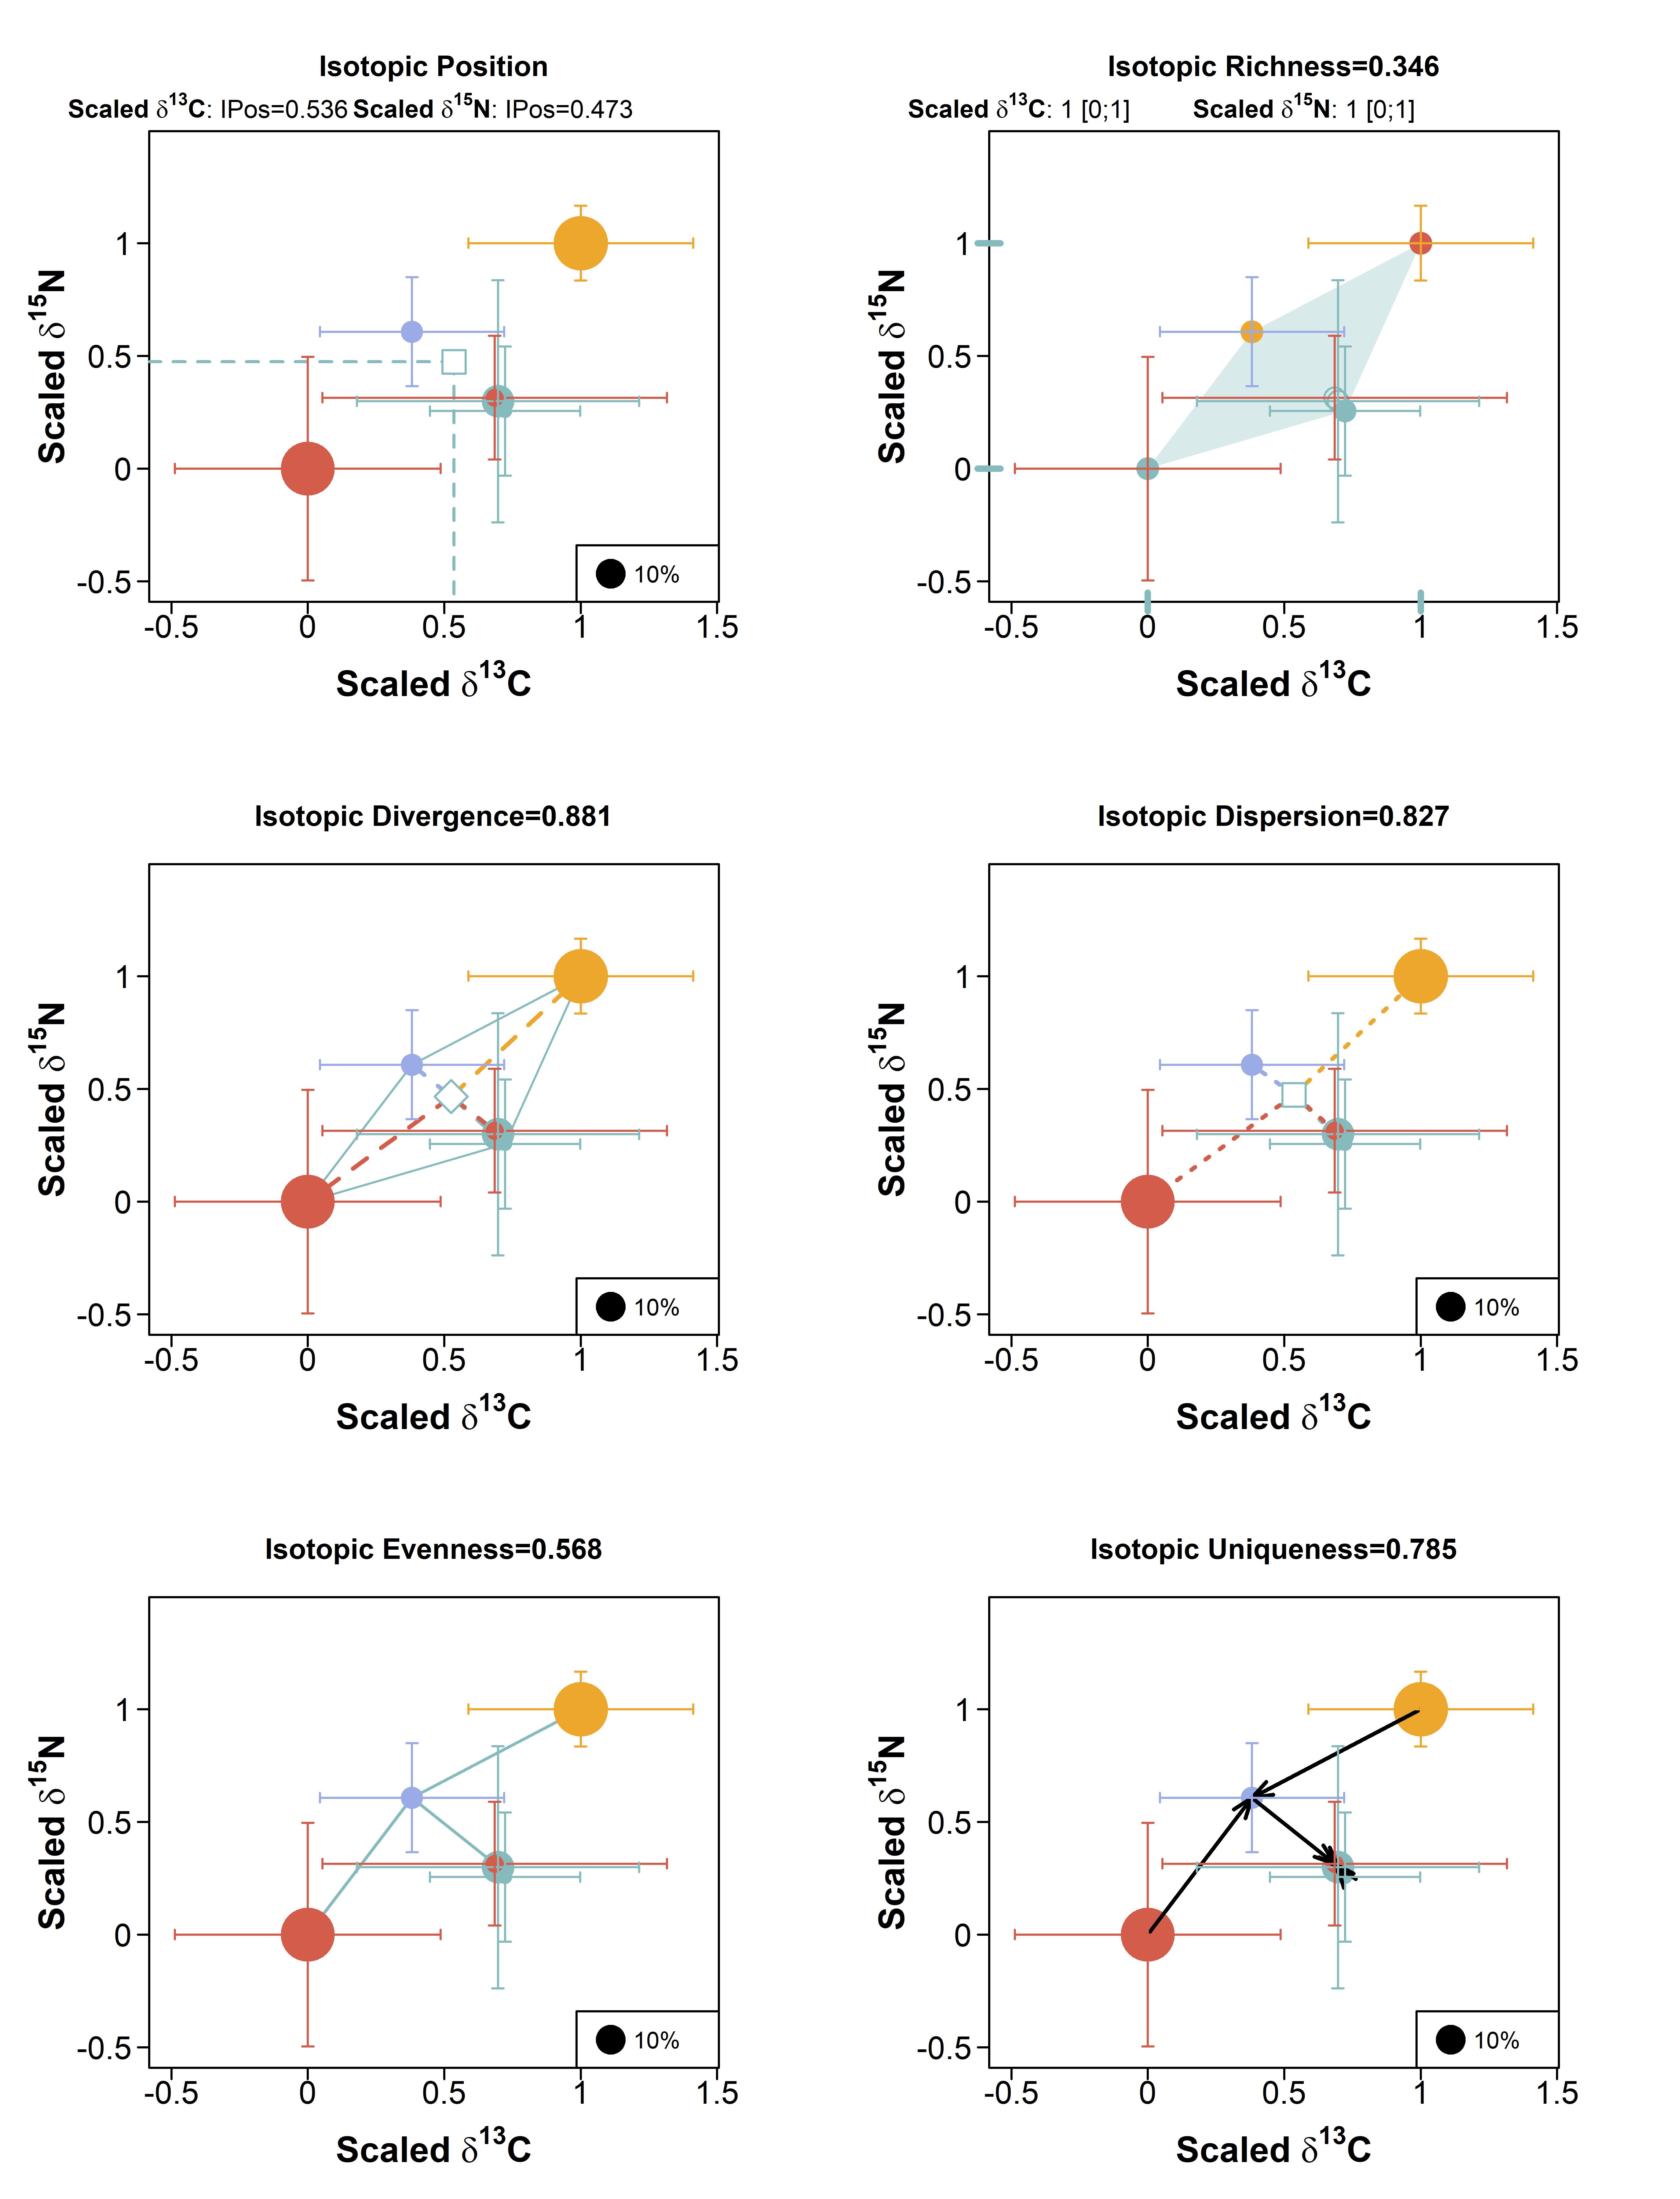 Isotopic Position
Scaled δ13C: IPos=0.536 Scaled δ15N: IPos=0.473
Scaled δ15N
1
0.5
0
-0.5
10%
-0.5 0 0.5 1 1.5
Scaled δ13C
Isotopic Richness=0.346
Scaled δ13C: 1 [0;1] Scaled δ15N: 1 [0;1]
Scaled δ15N
1
0.5
0
-0.5
-0.5 0 0.5 1 1.5
Scaled δ13C
Isotopic Divergence=0.881
Scaled δ15N
1
0.5
0
-0.5
10%
-0.5 0 0.5 1 1.5
Scaled δ13C
Isotopic Dispersion=0.827
Scaled δ15N
1
0.5
0
-0.5
10%
-0.5 0 0.5 1 1.5
Scaled δ13C
Isotopic Evenness=0.568
Scaled δ15N
1
0.5
0
-0.5
10%
-0.5 0 0.5 1 1.5
Scaled δ13C
Isotopic Uniqueness=0.785
Scaled δ15N
1
0.5
0
-0.5
10%
-0.5 0 0.5 1 1.5
Scaled δ13C